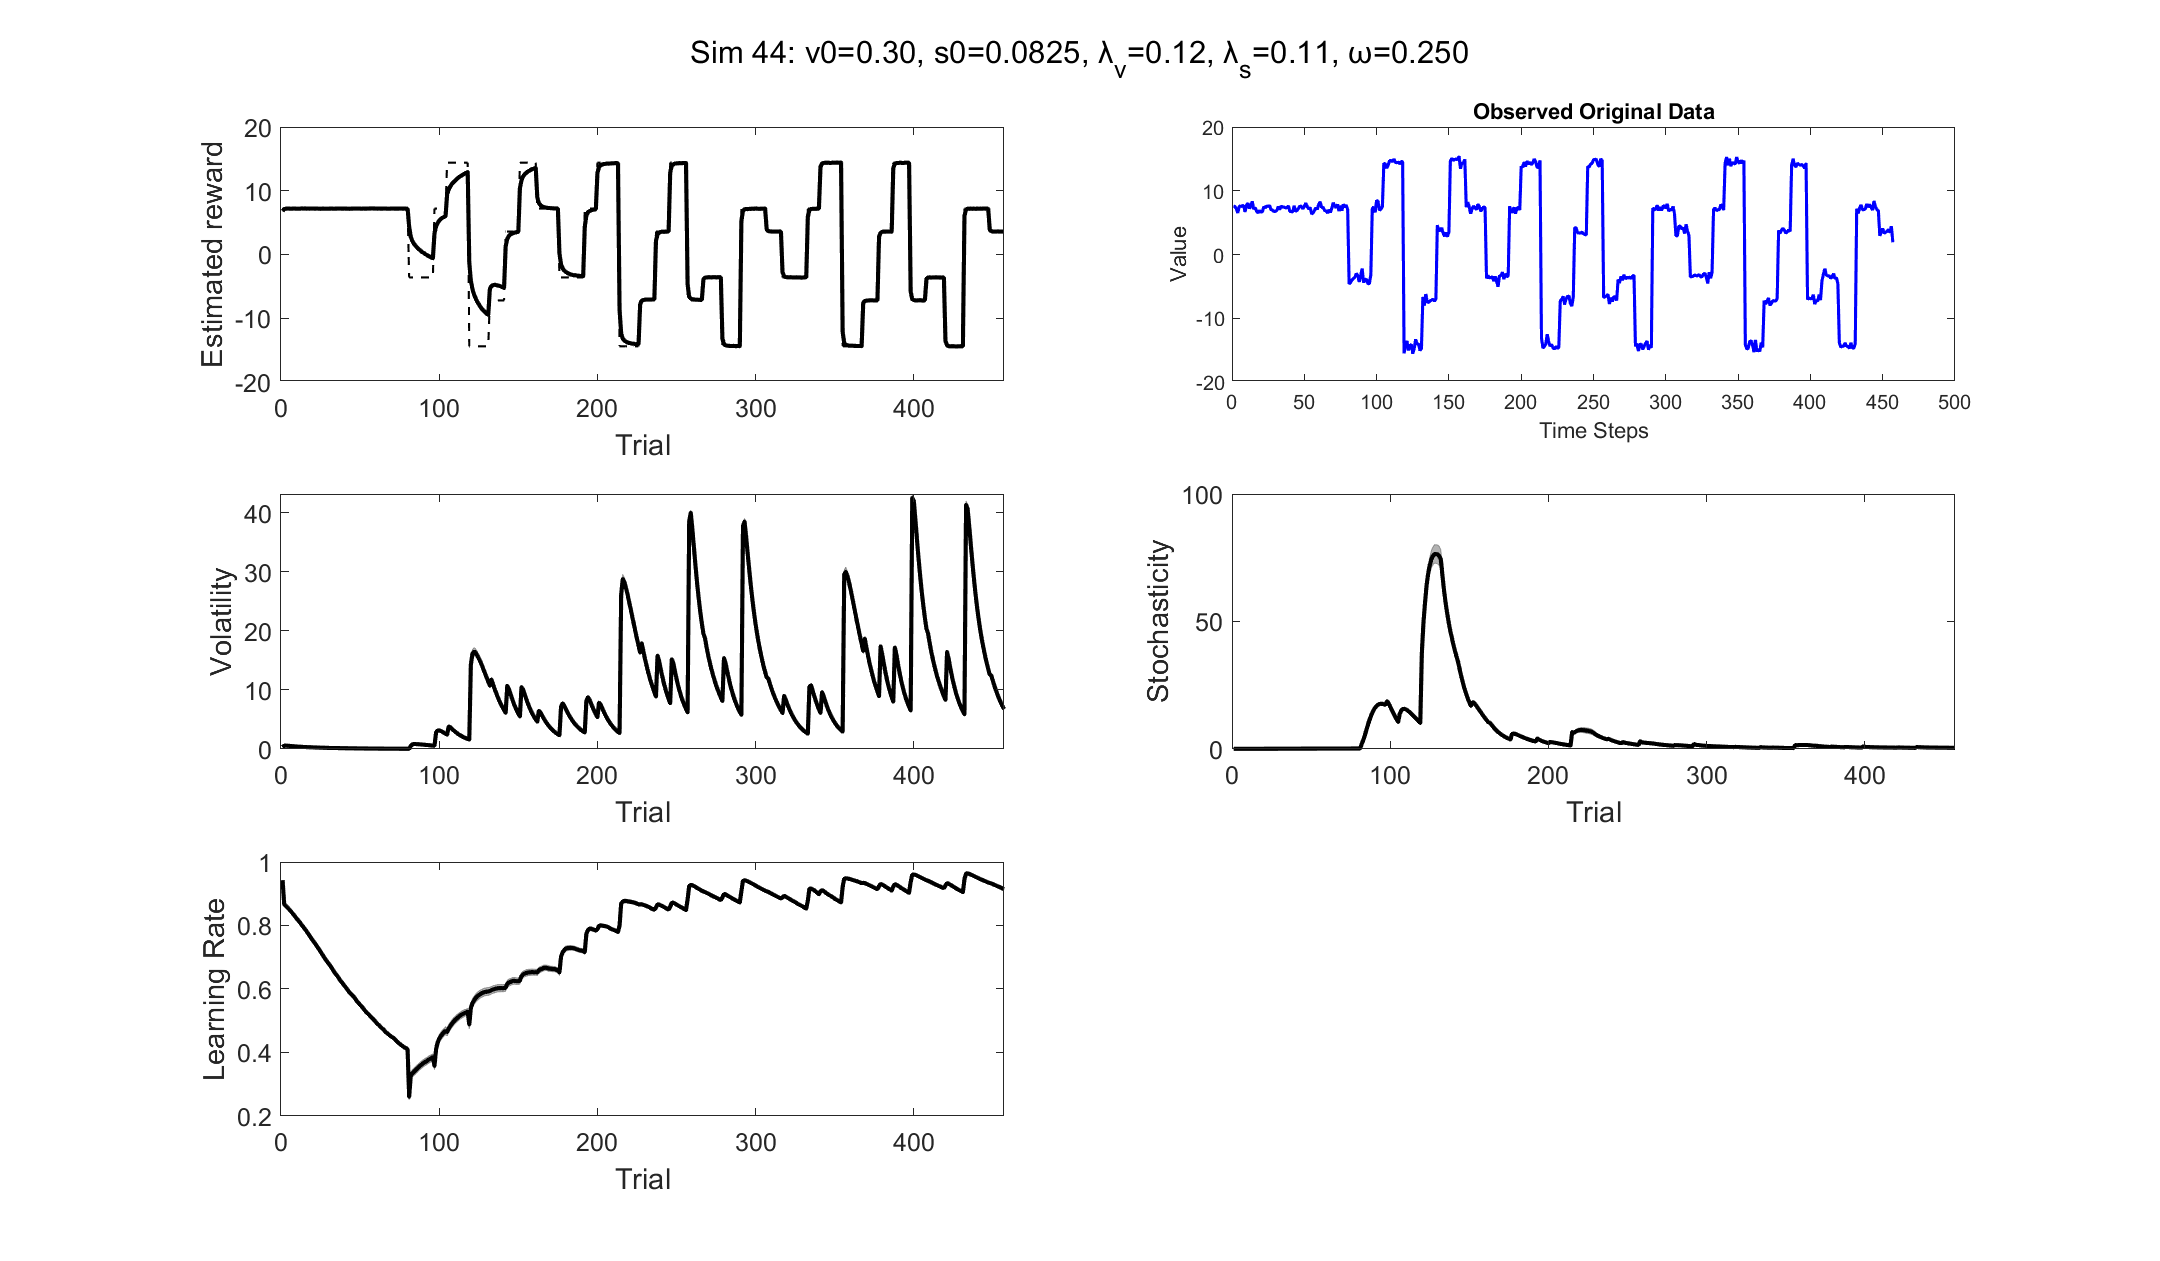 Sim 44: v0=0.30, s0=0.0825, λ_v=0.12, λ_s=0.11, ω=0.250
20
10
0
-10
-20
Estimated reward
0 100 200 300 400
Trial
Observed Original Data
20
10
0
-10
-20
Value
0 50 100 150 200 250 300 350 400 450 500
Time Steps
40
30
20
10
0
Volatility
0 100 200 300 400
Trial
100
50
0
Stochasticity
0 100 200 300 400
Trial
1
0.8
0.6
0.4
0.2
Learning Rate
0 100 200 300 400
Trial